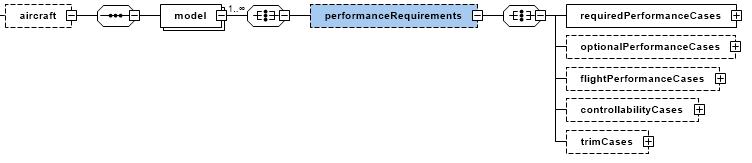 aircraft
model
1..∞
performanceRequirements
requiredPerformanceCases
optionalPerformanceCases
flightPerformanceCases
controllabilityCases
trimCases